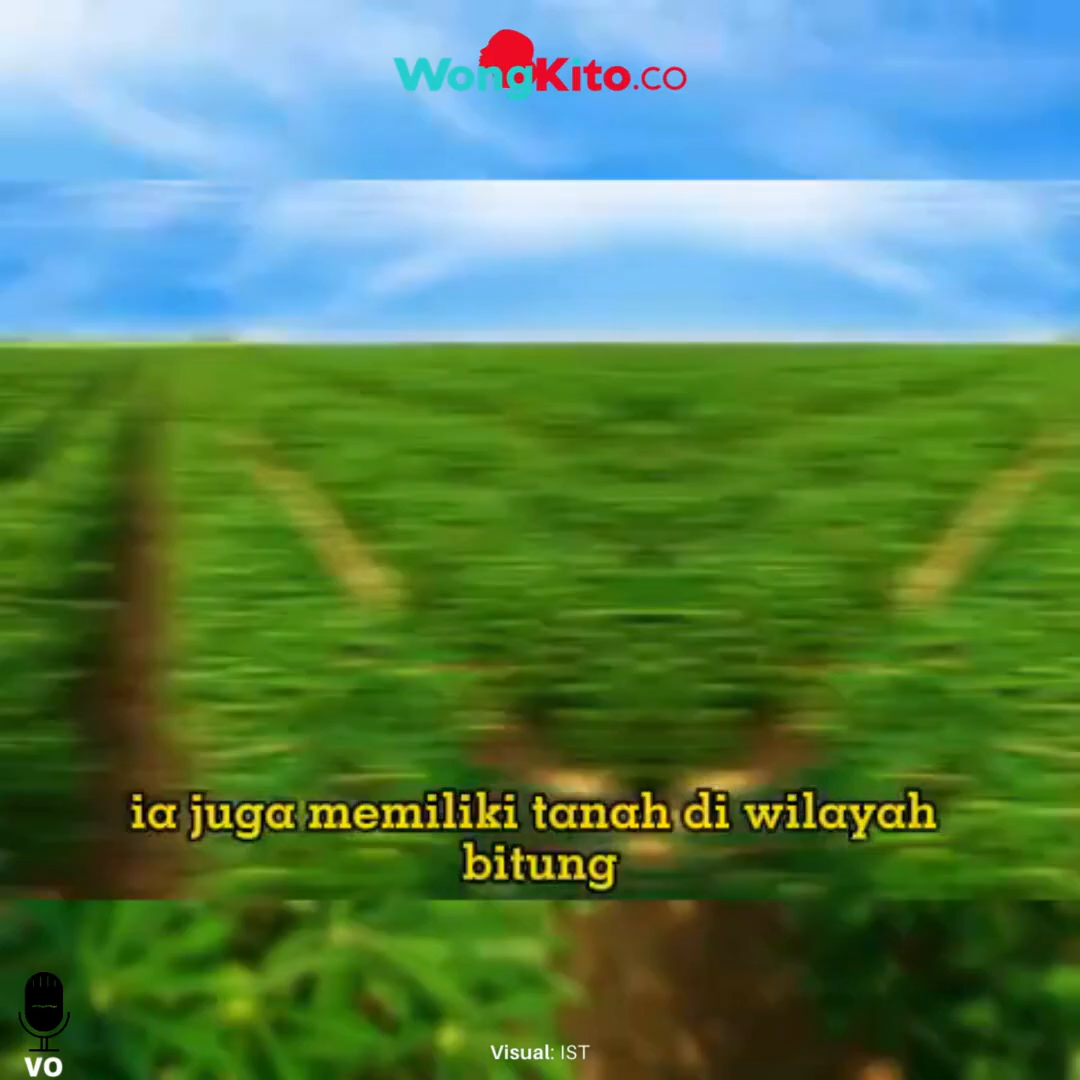 WongKito.co
ia juga memiliki tanah di wilayah
bitung
VO
Visual: IST